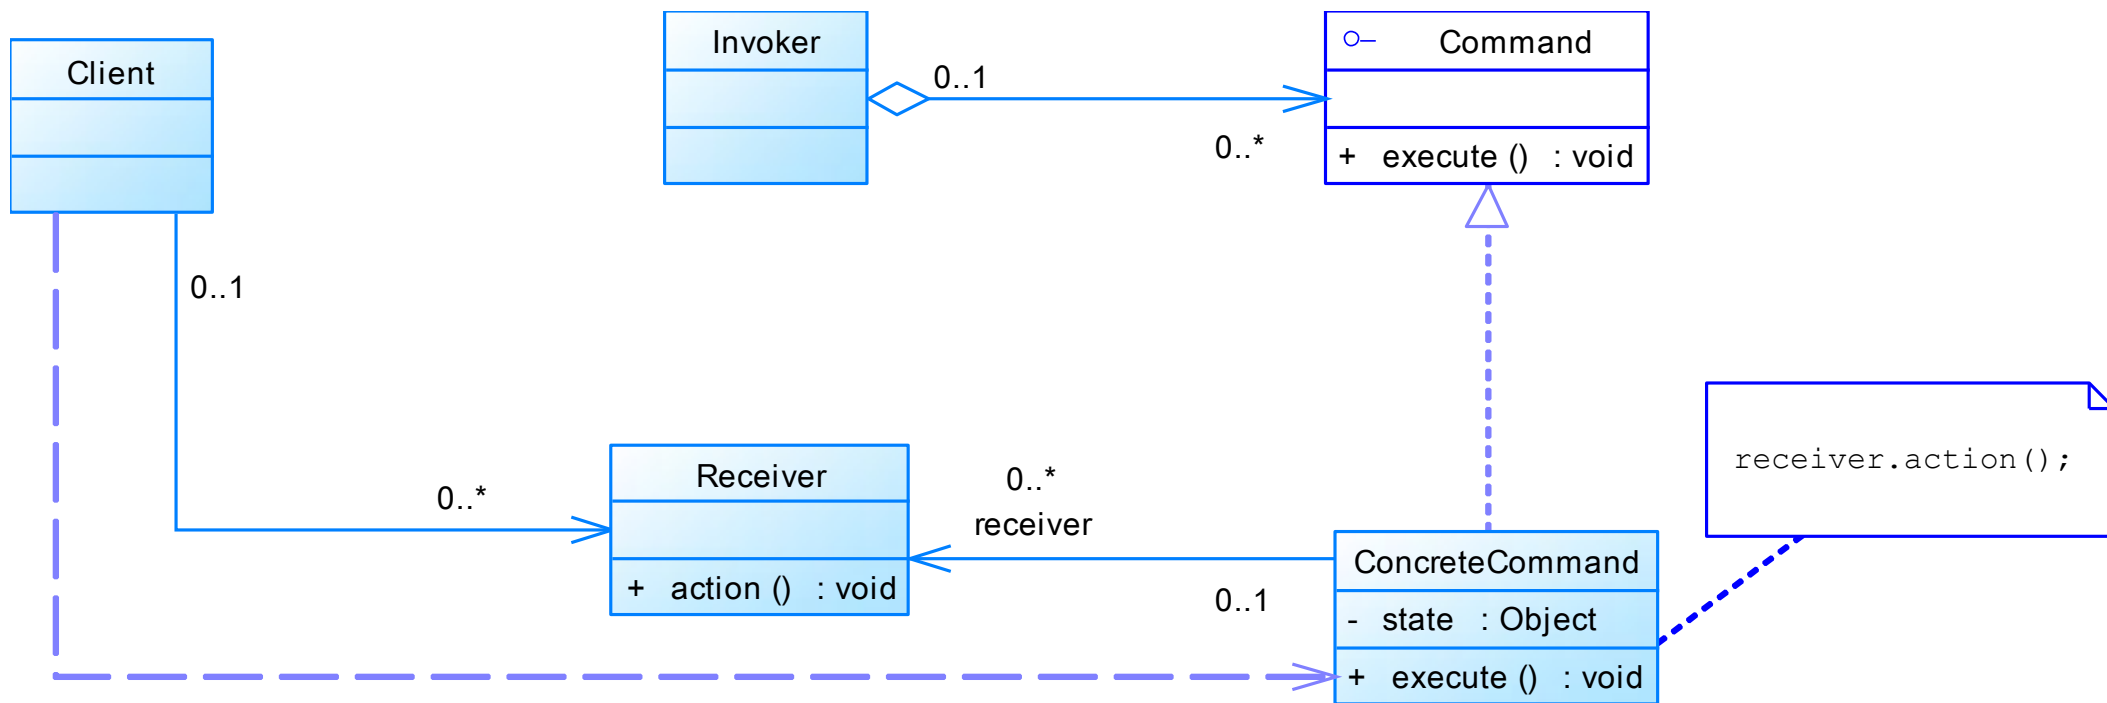 Client
Invoker
Command
0..1
0..*
+ execute () : void
0..1
0..*
Receiver
+ action () : void
0..*
receiver
0..1
ConcreteCommand
- state : Object
+ execute () : void
receiver.action();